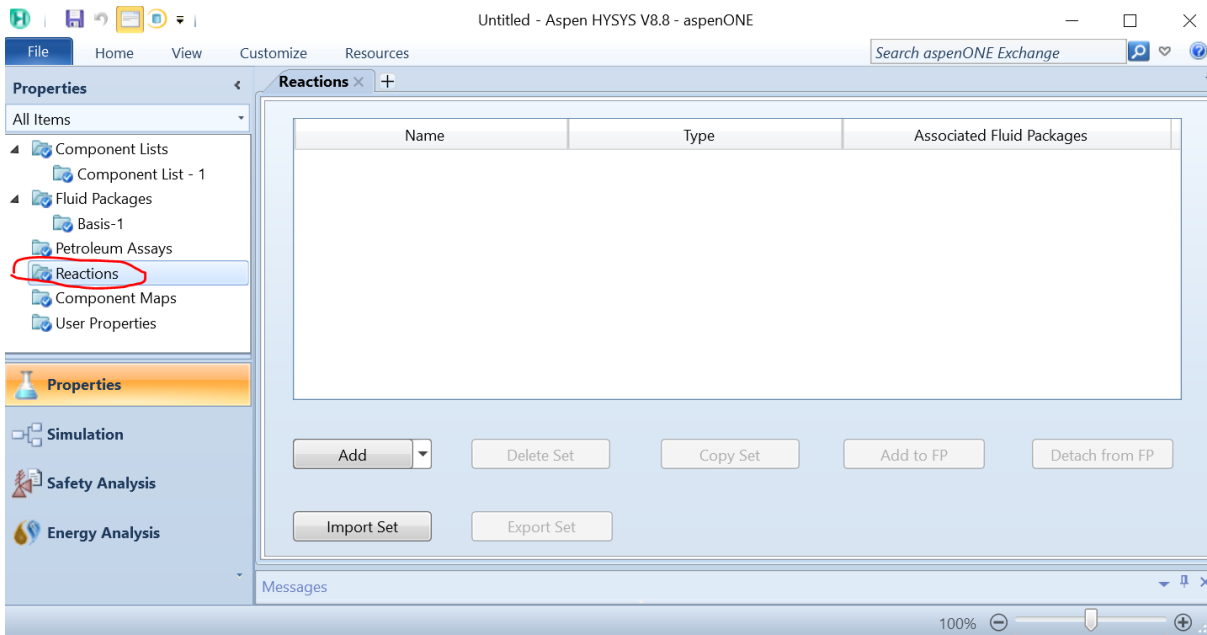 Untitled - Aspen HYSYS V8.8 - aspenONE
File Home View Customize Resources Search aspenONE Exchange
Properties
All Items
Component Lists
Component List - 1
Fluid Packages
Basis-1
Petroleum Assays
Reactions
Component Maps
User Properties
Properties
Simulation
Safety Analysis
Energy Analysis
Reactions
Name Type Associated Fluid Packages
Add Delete Set Copy Set Add to FP Detach from FP
Import Set Export Set
Messages
100%